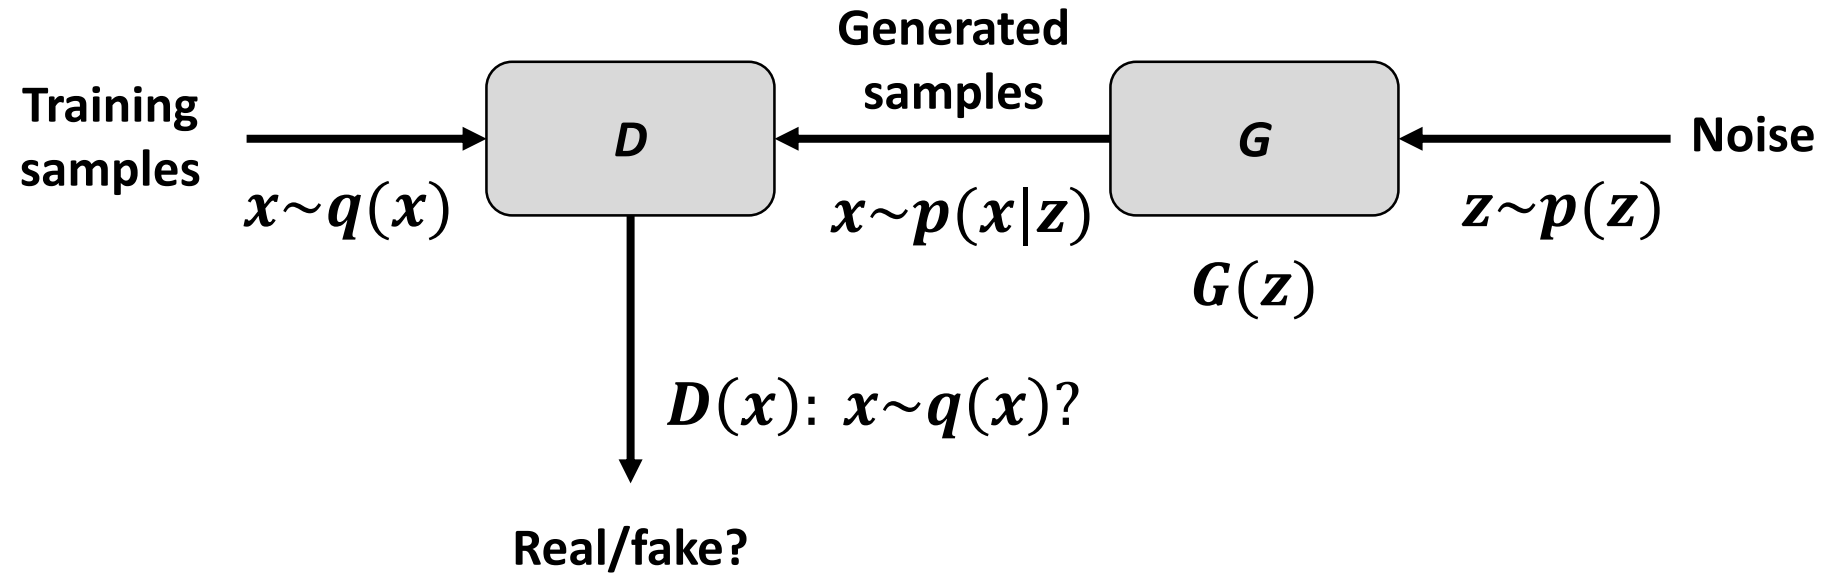 Training
samples
x~q(x)
D
Generated
samples
x~p(x|z)
G
G(z)
Noise
z~p(z)
D(x): x~q(x)?
Real/fake?